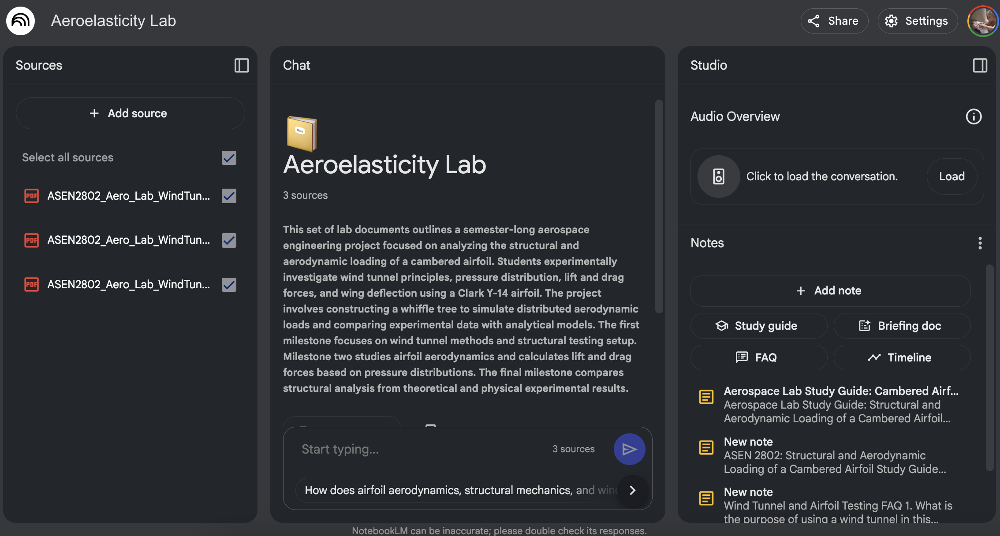 Aeroelasticity Lab
Share
Settings
Sources
Add source
Select all sources
PDF ASEN2802_Aero_Lab_WindTun...
PDF ASEN2802_Aero_Lab_WindTun...
PDF ASEN2802_Aero_Lab_WindTun...
Chat
Notes
Aeroelasticity Lab
3 sources
This set of lab documents outlines a semester-long aerospace
engineering project focused on analyzing the structural and
aerodynamic loading of a cambered airfoil. Students experimentally
investigate wind tunnel principles, pressure distribution, lift and drag
forces, and wing deflection using a Clark Y-14 airfoil. The project
involves constructing a whiffle tree to simulate distributed aerodynamic
loads and comparing experimental data with analytical models. The first
milestone focuses on wind tunnel methods and structural testing setup.
Milestone two studies airfoil aerodynamics and calculates lift and drag
forces based on pressure distributions. The final milestone compares
structural analysis from theoretical and physical experimental results.
Start typing...
3 sources
How does airfoil aerodynamics, structural mechanics, and wind
Studio
Audio Overview
Click to load the conversation.
Load
Notes
Add note
Study guide
Briefing doc
FAQ
Timeline
Aerospace Lab Study Guide: Cambered Airf...
Aerospace Lab Study Guide: Structural and
Aerodynamic Loading of a Cambered Airfoil...
New note
ASEN 2802: Structural and Aerodynamic
Loading of a Cambered Airfoil Study Guide...
New note
Wind Tunnel and Airfoil Testing FAQ 1. What is
the purpose of using a wind tunnel in this...
NotebookLM can be inaccurate; please double check its responses.